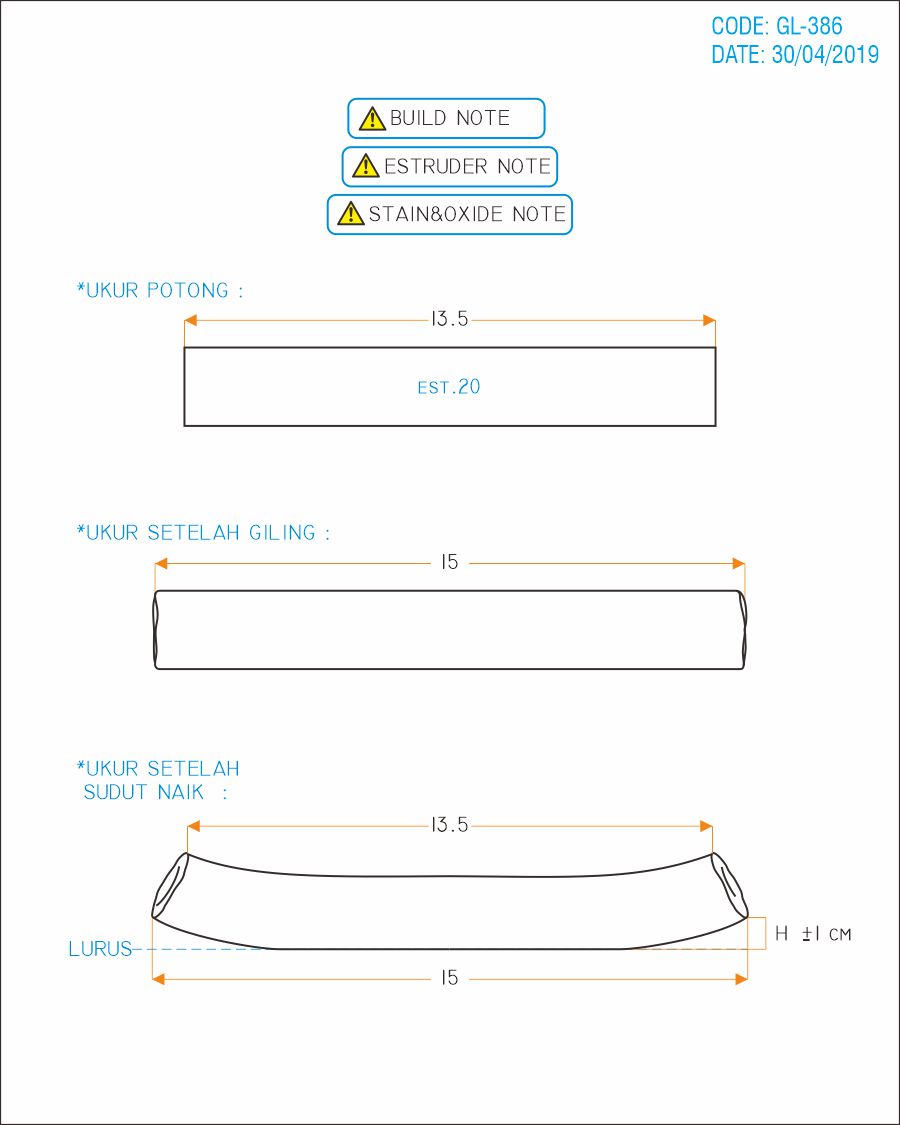 CODE: GL-386
DATE: 30/04/2019
BUILD NOTE
ESTRUDER NOTE
STAIN&OXIDE NOTE
*UKUR POTONG :
13.5
EST.20
*UKUR SETELAH GILING :
15
*UKUR SETELAH
SUDUT NAIK :
13.5
H ±1 CM
LURUS
15